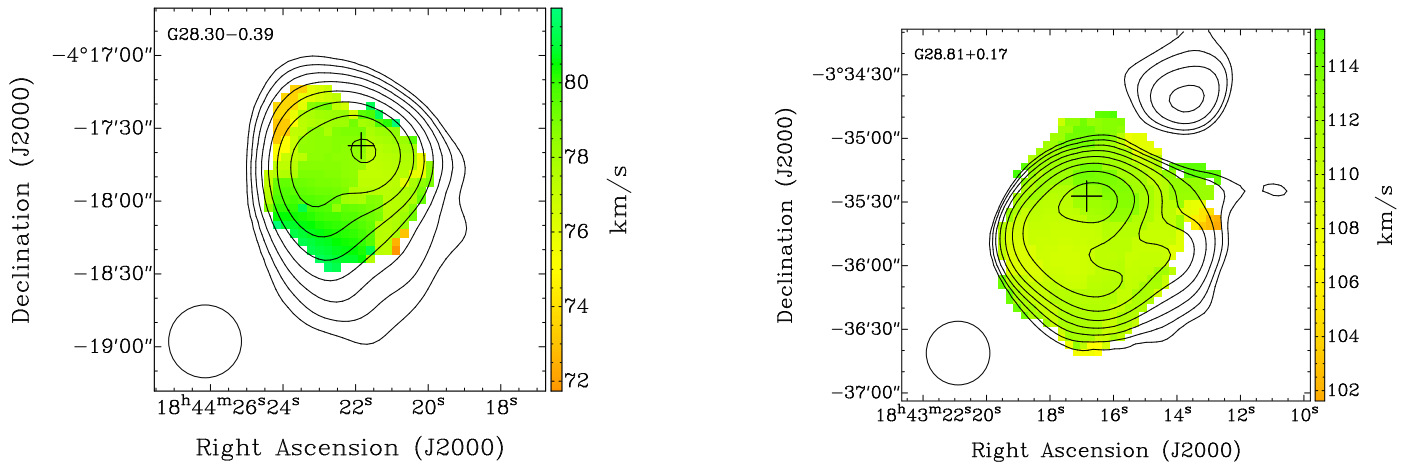 G28.30−0.39
−4°17′00″
−17′30″
−18′00″
−18′30″
−19′00″
Declination (J2000)
18ʰ44ᵐ26ˢ24ˢ 22ˢ 20ˢ 18ˢ
Right Ascension (J2000)
80
78
76
74
72
km/s
G28.81+0.17
−3°34′30″
−35′00″
−35′30″
−36′00″
−36′30″
−37′00″
Declination (J2000)
18ʰ43ᵐ22ˢ20ˢ 18ˢ 16ˢ 14ˢ 12ˢ 10ˢ
Right Ascension (J2000)
114
112
110
108
106
104
102
km/s